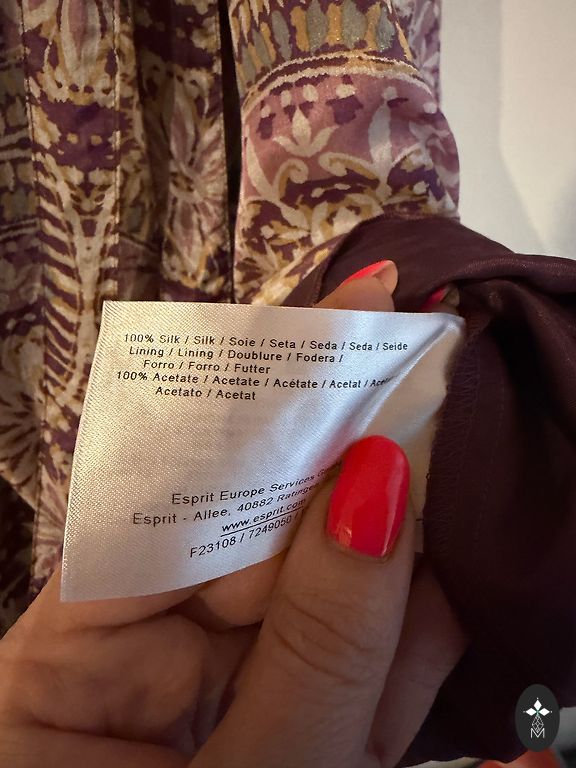 100% Silk / Silk / Soie / Seta / Seda / Seda / Seide
Lining / Lining / Doublure / Fodera /
Forro / Forro / Futter
100% Acetate / Acetate / Acétate / Acetat /
Acetato / Acetat
Esprit Europe Services
Esprit - Allee, 40882
www.esprit.com
F23108 / 7249050 /
M